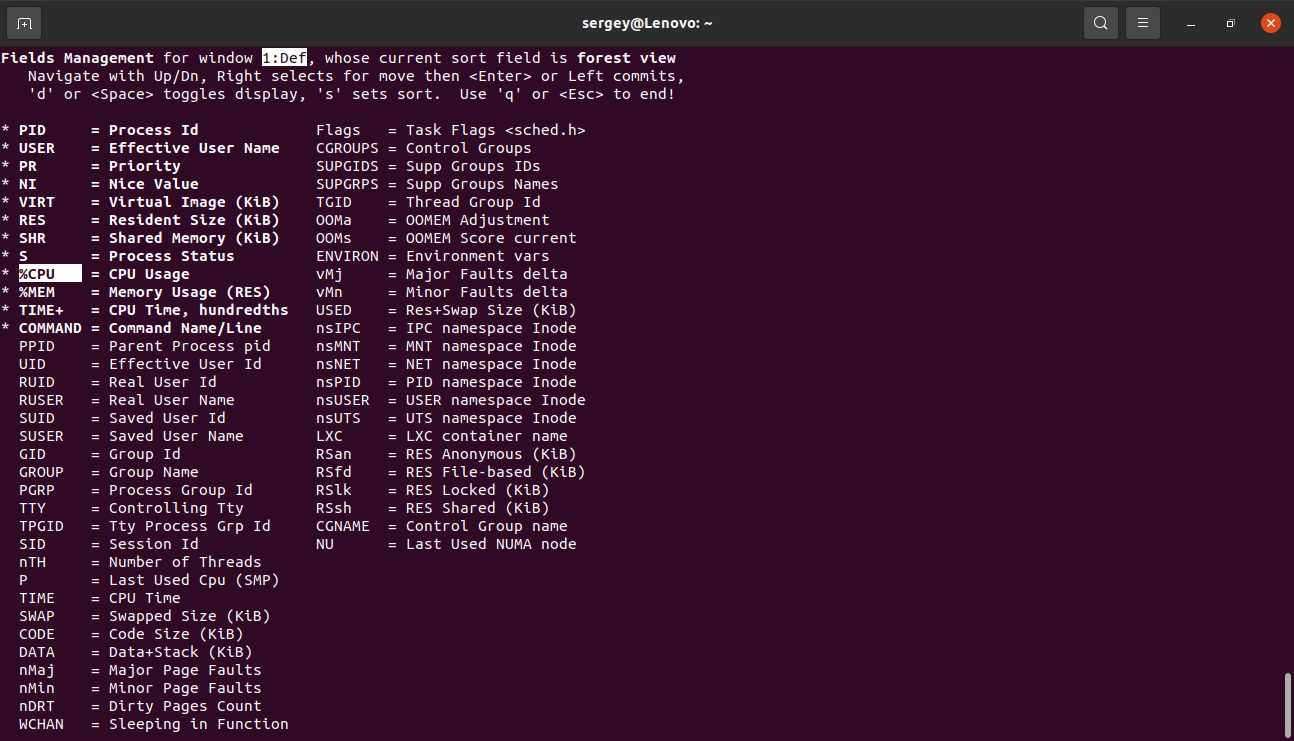 sergey@Lenovo: ~
Fields Management for window 1:Def, whose current sort field is forest view
   Navigate with Up/Dn, Right selects for move then <Enter> or Left commits,
   'd' or <Space> toggles display, 's' sets sort.  Use 'q' or <Esc> to end!

* PID     = Process Id             Flags   = Task Flags <sched.h>
* USER    = Effective User Name    CGROUPS = Control Groups
* PR      = Priority               SUPGIDS = Supp Groups IDs
* NI      = Nice Value             SUPGRPS = Supp Groups Names
* VIRT    = Virtual Image (KiB)    TGID    = Thread Group Id
* RES     = Resident Size (KiB)    OOMa    = OOMEM Adjustment
* SHR     = Shared Memory (KiB)    OOMs    = OOMEM Score current
* S       = Process Status         ENVIRON = Environment vars
* %CPU    = CPU Usage              vMj     = Major Faults delta
* %MEM    = Memory Usage (RES)     vMn     = Minor Faults delta
* TIME+   = CPU Time, hundredths   USED    = Res+Swap Size (KiB)
* COMMAND = Command Name/Line      nsIPC   = IPC namespace Inode
  PPID    = Parent Process pid     nsMNT   = MNT namespace Inode
  UID     = Effective User Id      nsNET   = NET namespace Inode
  RUID    = Real User Id           nsPID   = PID namespace Inode
  RUSER   = Real User Name         nsUSER  = USER namespace Inode
  SUID    = Saved User Id          nsUTS   = UTS namespace Inode
  SUSER   = Saved User Name        LXC     = LXC container name
  GID     = Group Id               RSan    = RES Anonymous (KiB)
  GROUP   = Group Name             RSfd    = RES File-based (KiB)
  PGRP    = Process Group Id       RSlk    = RES Locked (KiB)
  TTY     = Controlling Tty        RSsh    = RES Shared (KiB)
  TPGID   = Tty Process Grp Id     CGNAME  = Control Group name
  SID     = Session Id             NU      = Last Used NUMA node
  nTH     = Number of Threads
  P       = Last Used Cpu (SMP)
  TIME    = CPU Time
  SWAP    = Swapped Size (KiB)
  CODE    = Code Size (KiB)
  DATA    = Data+Stack (KiB)
  nMaj    = Major Page Faults
  nMin    = Minor Page Faults
  nDRT    = Dirty Pages Count
  WCHAN   = Sleeping in Function